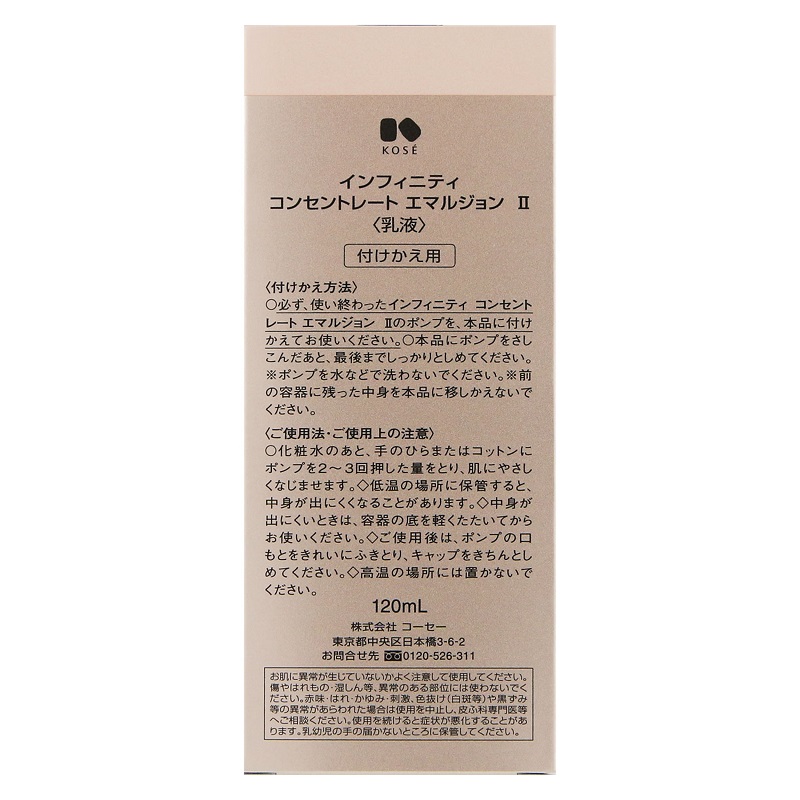 KOSÉ
インフィニティ
コンセントレート エマルジョン Ⅱ
〈乳液〉
付けかえ用
〈付けかえ方法〉
○必ず、使い終わったインフィニティ コンセント
レート エマルジョン Ⅱのポンプを、本品に付け
かえてお使いください。○本品にポンプをさし
こんだあと、最後までしっかりとしめてください。
※ポンプを水などで洗わないでください。※前
の容器に残った中身を本品に移しかえないで
ください。
〈ご使用法・ご使用上の注意〉
○化粧水のあと、手のひらまたはコットンに
ポンプを2～3回押した量をとり、肌にやさし
くなじませます。◇低温の場所に保管すると、
中身が出にくくなることがあります。◇中身が
出にくいときは、容器の底を軽くたたいてから
お使いください。◇ご使用後は、ポンプの口
もとをきれいにふきとり、キャップをきちんとし
めてください。◇高温の場所には置かないで
ください。
120mL
株式会社 コーセー
東京都中央区日本橋3-6-2
お問合せ先 0120-526-311
お肌に異常が生じていないかよく注意して使用してください。
傷やはれもの・湿しん等、異常のある部位には使わないでく
ださい。赤味・はれ・かゆみ・刺激、色抜け(白斑等)や黒ずみ
等の異常があらわれた場合は使用を中止し、皮ふ科専門医等
へご相談ください。使用を続けると症状が悪化することがあ
ります。乳幼児の手の届かないところに保管してください。